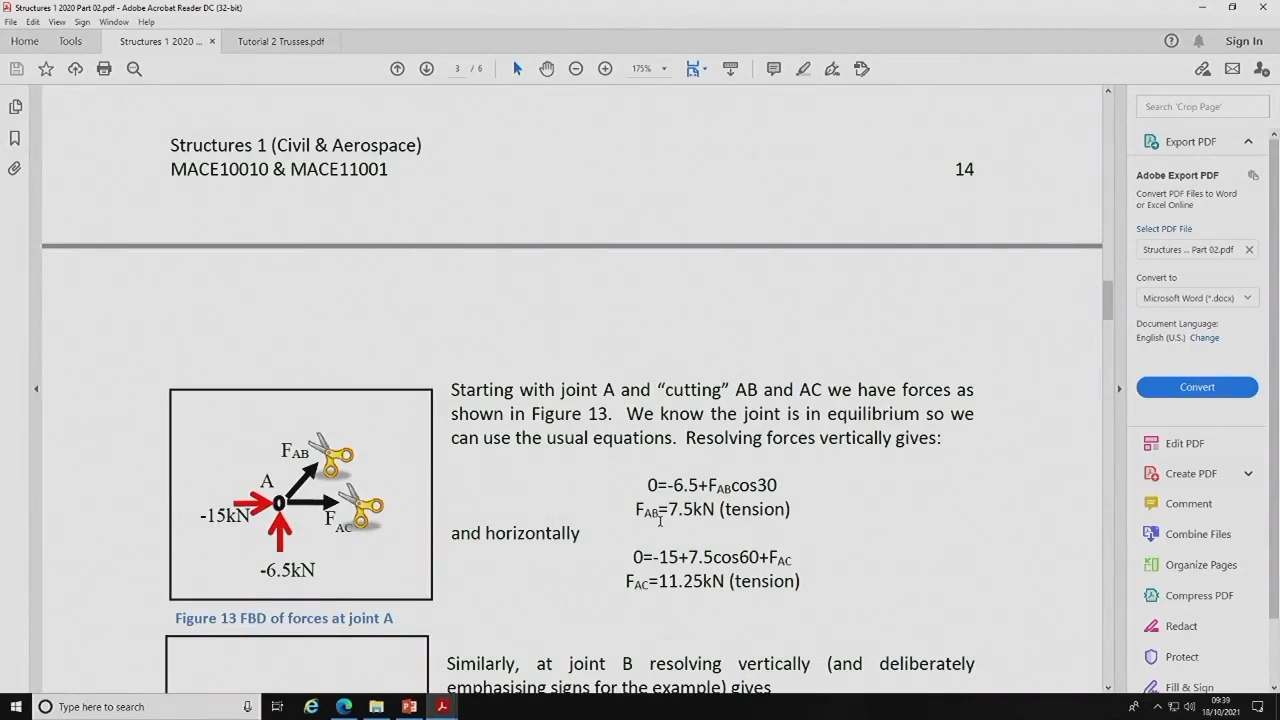 Structures 1 2020 Part 02.pdf - Adobe Acrobat Reader DC (32-bit)
File Edit View Sign Window Help
Home Tools Structures 1 2020 ... × Tutorial 2 Trusses.pdf Sign In
3 / 6 175%
Structures 1 (Civil & Aerospace)
MACE10010 & MACE11001 14
Starting with joint A and “cutting” AB and AC we have forces as
shown in Figure 13. We know the joint is in equilibrium so we
can use the usual equations. Resolving forces vertically gives:
0=-6.5+FABcos30
FAB=7.5kN (tension)
and horizontally
0=-15+7.5cos60+FAC
FAC=11.25kN (tension)
FAB
A
-15kN
FAC
-6.5kN
Figure 13 FBD of forces at joint A
Similarly, at joint B resolving vertically (and deliberately
emphasising signs for the example) gives
Search 'Crop Page'
Export PDF
Adobe Export PDF
Convert PDF Files to Word
or Excel Online
Select PDF File
Structures ... Part 02.pdf ×
Convert to
Microsoft Word (*.docx)
Document Language:
English (U.S.) Change
Convert
Edit PDF
Create PDF
Comment
Combine Files
Organize Pages
Compress PDF
Redact
Protect
Fill & Sign
Type here to search
09:39
18/10/2021